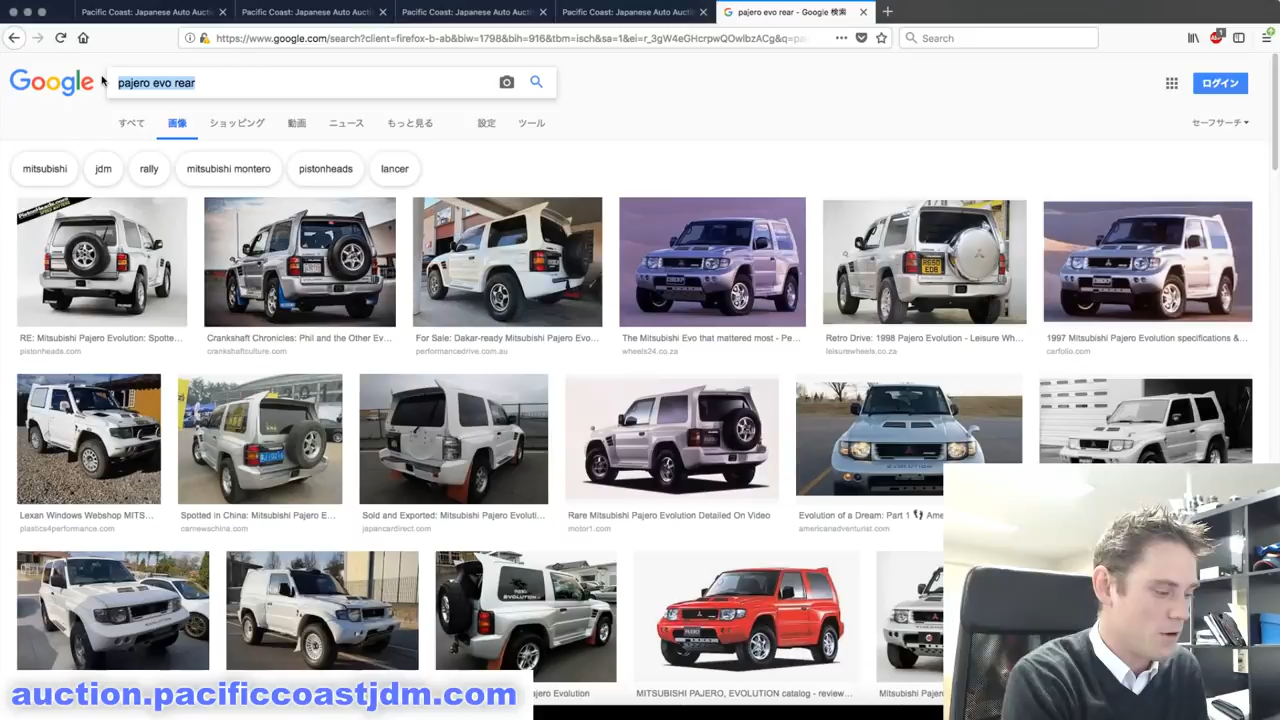 Pacific Coast: Japanese Auto Aucti
Pacific Coast: Japanese Auto Aucti
Pacific Coast: Japanese Auto Aucti
Pacific Coast: Japanese Auto Aucti
pajero evo rear - Google 検索
https://www.google.com/search?client=firefox-b-ab&biw=1798&bih=916&tbm=isch&sa=1&ei=r_3gW4eGHcrpwQOwlbzACg&q=pa
Search
Google
pajero evo rear
ログイン
すべて 画像 ショッピング 動画 ニュース もっと見る 設定 ツール
セーフサーチ
mitsubishi jdm rally mitsubishi montero pistonheads lancer
RE: Mitsubishi Pajero Evolution: Spotte...
pistonheads.com
Crankshaft Chronicles: Phil and the Other Ev...
crankshaftculture.com
For Sale: Dakar-ready Mitsubishi Pajero Evo...
performancedrive.com.au
The Mitsubishi Evo that mattered most - Pe...
wheels24.co.za
Retro Drive: 1998 Pajero Evolution - Leisure Wh...
leisurewheels.co.za
1997 Mitsubishi Pajero Evolution specifications &...
carfolio.com
Lexan Windows Webshop MITS...
plastics4performance.com
Spotted in China: Mitsubishi Pajero E...
carnewschina.com
Sold and Exported: Mitsubishi Pajero Evoluti...
japancardirect.com
Rare Mitsubishi Pajero Evolution Detailed On Video
motor1.com
Evolution of a Dream: Part 1 👣 Ame
americanadventurist.com
jero Evolution
MITSUBISHI PAJERO, EVOLUTION catalog - review...
Mitsubishi Pajer
auction.pacificcoastjdm.com